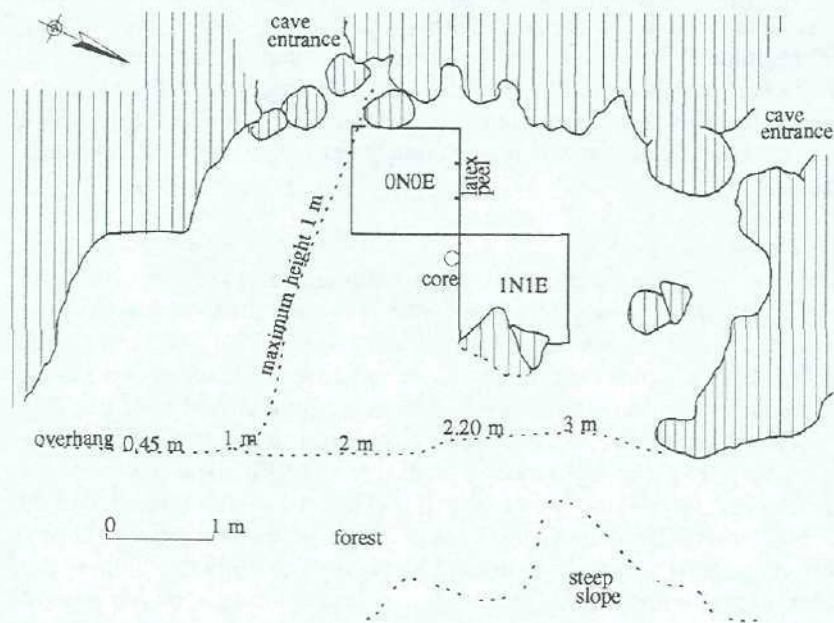 cave
entrance
cave
entrance
0N0E
latex
peel
maximum height 1 m
core
1N1E
overhang 0,45 m
1 m
2 m
2,20 m
3 m
0
1 m
forest
steep
slope